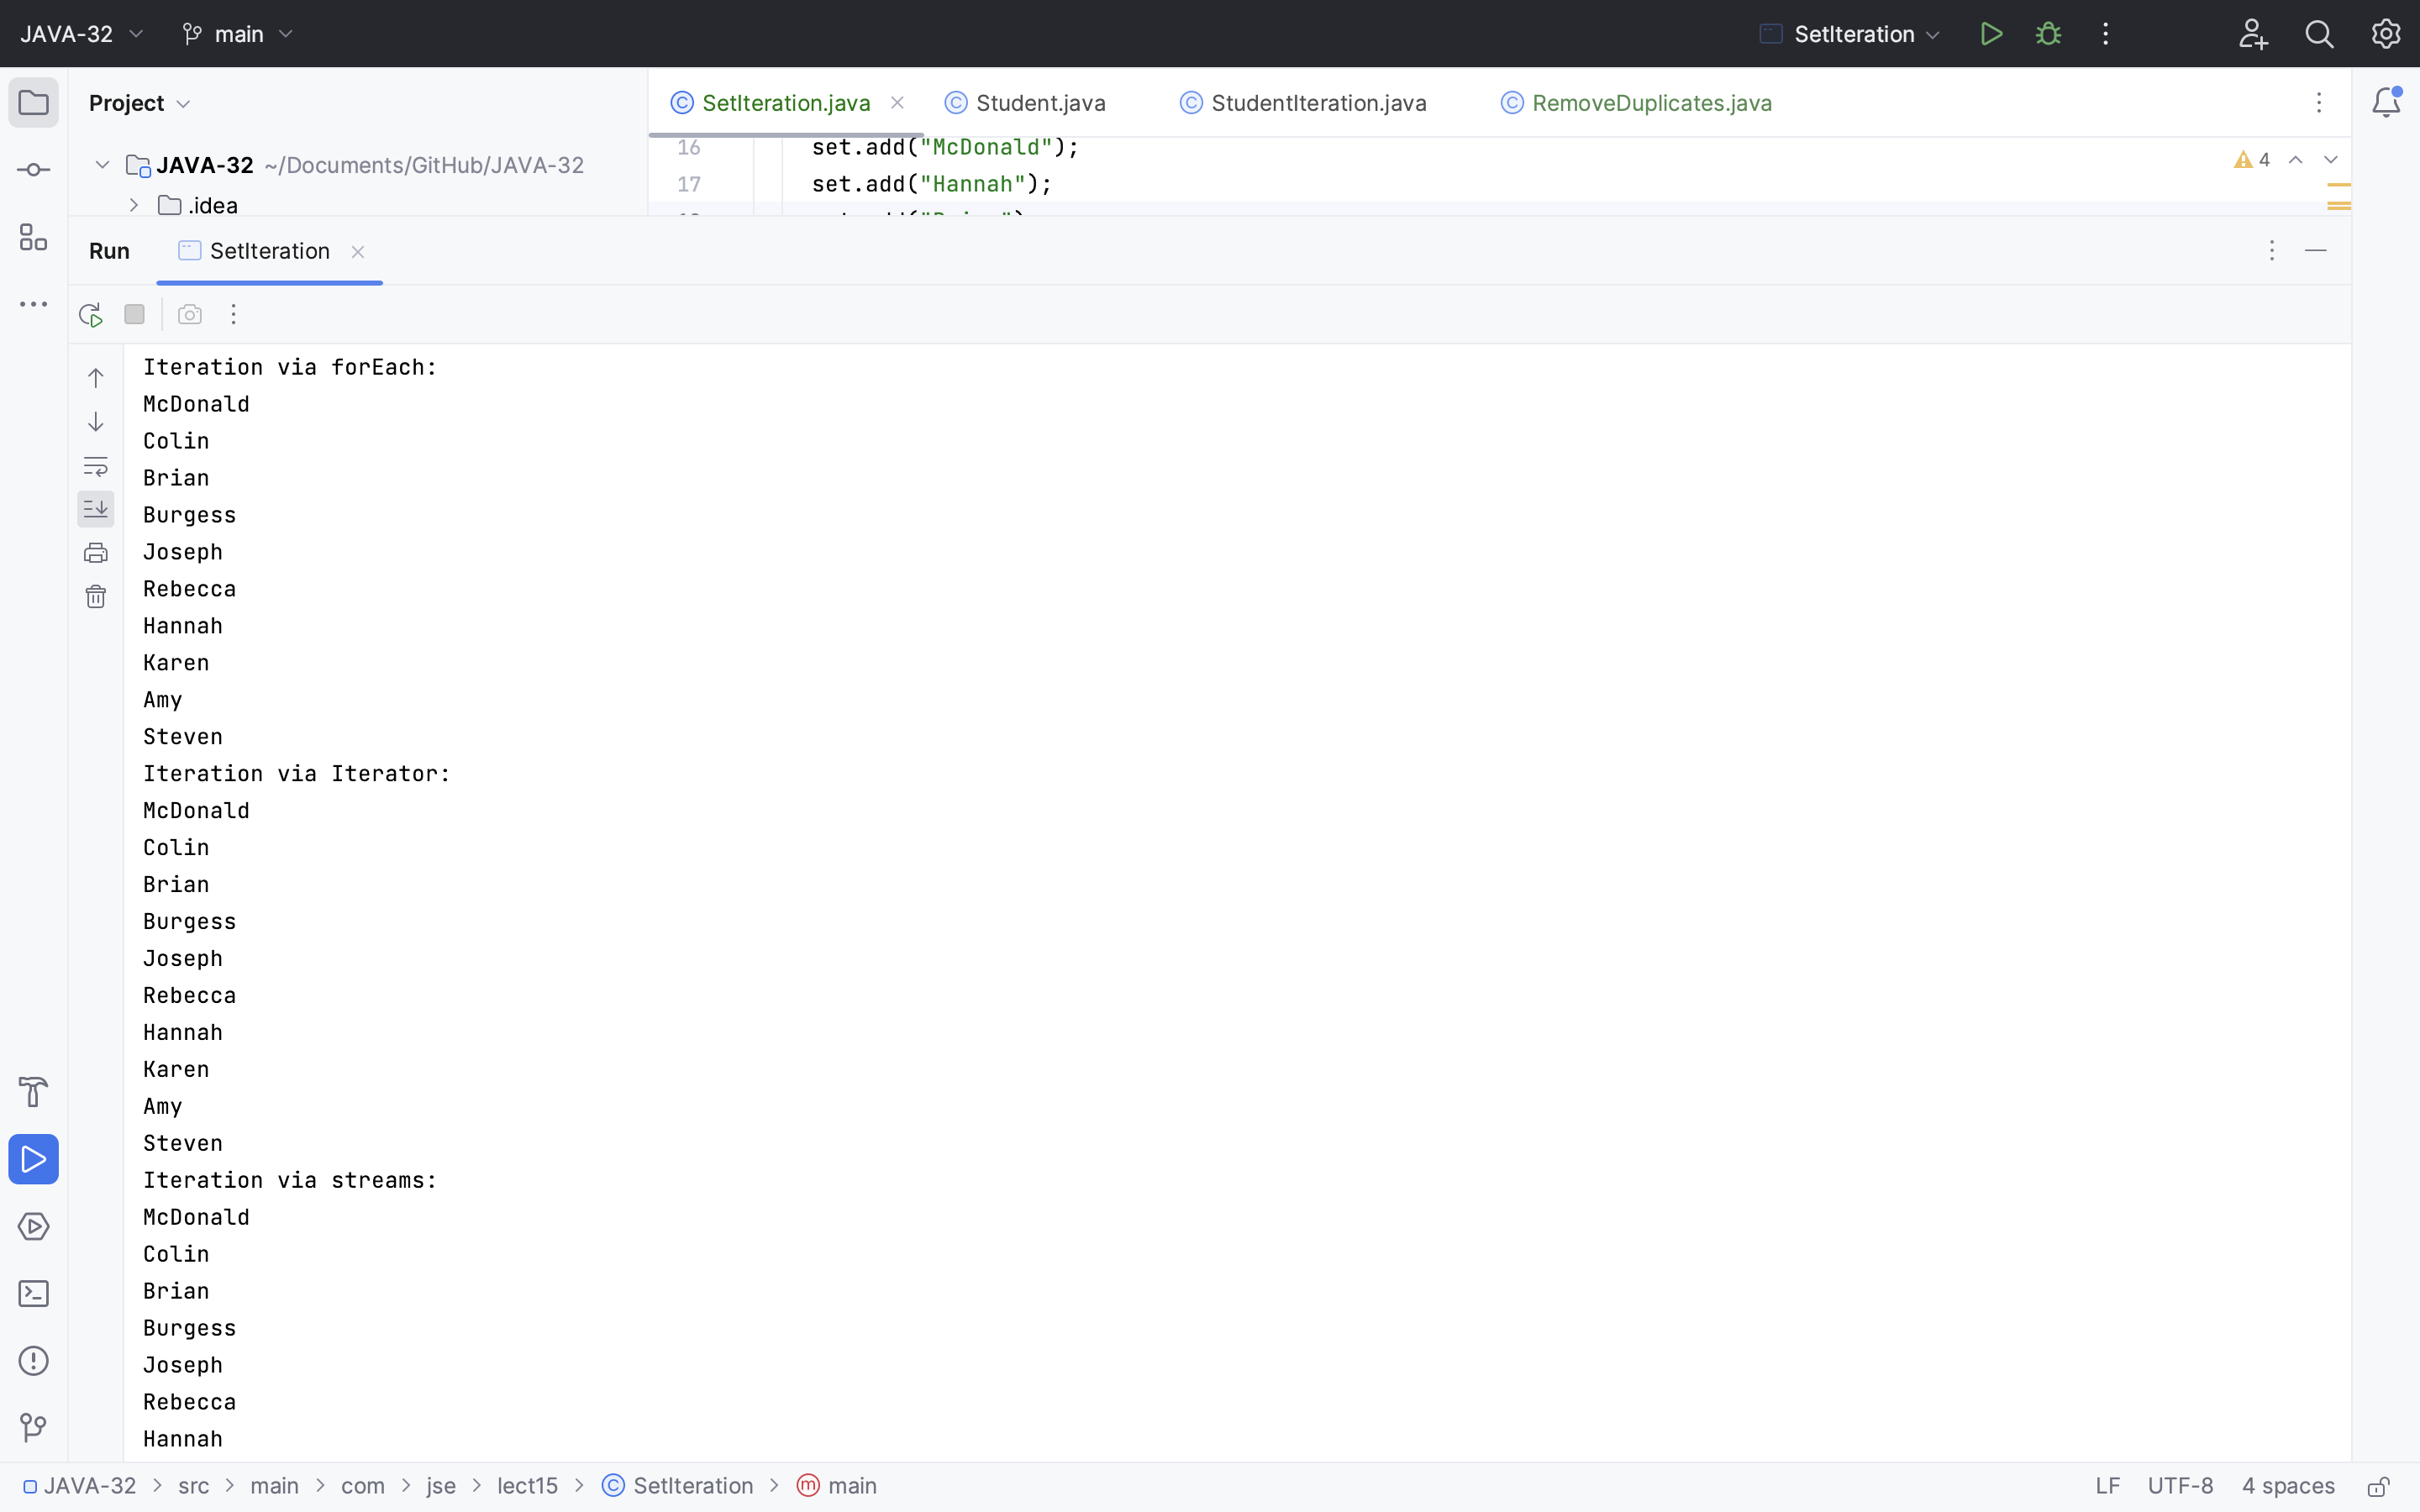 JAVA-32 main SetIteration
Project SetIteration.java Student.java StudentIteration.java RemoveDuplicates.java
JAVA-32 ~/Documents/GitHub/JAVA-32
.idea
16 set.add("McDonald");
17 set.add("Hannah");
4
Run SetIteration
Iteration via forEach:
McDonald
Colin
Brian
Burgess
Joseph
Rebecca
Hannah
Karen
Amy
Steven
Iteration via Iterator:
McDonald
Colin
Brian
Burgess
Joseph
Rebecca
Hannah
Karen
Amy
Steven
Iteration via streams:
McDonald
Colin
Brian
Burgess
Joseph
Rebecca
Hannah
JAVA-32 > src > main > com > jse > lect15 > SetIteration > main LF UTF-8 4 spaces